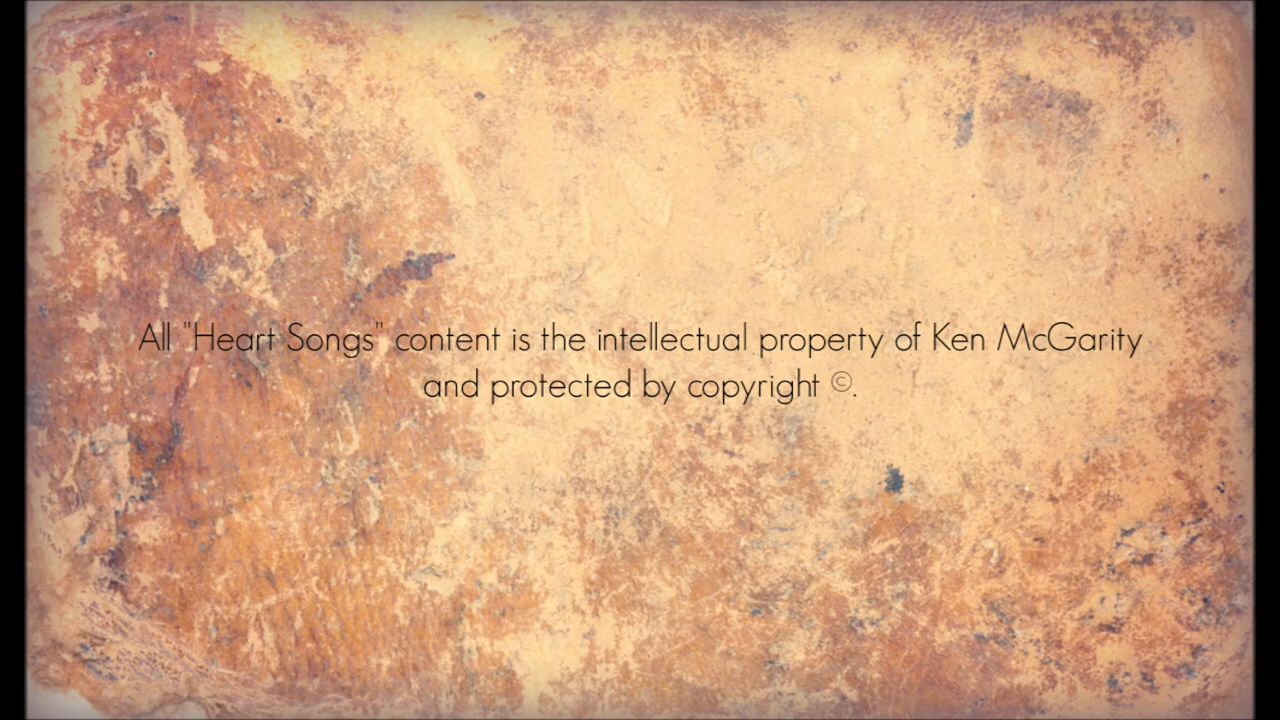 All "Heart Songs" content is the intellectual property of Ken McGarity
and protected by copyright ©.